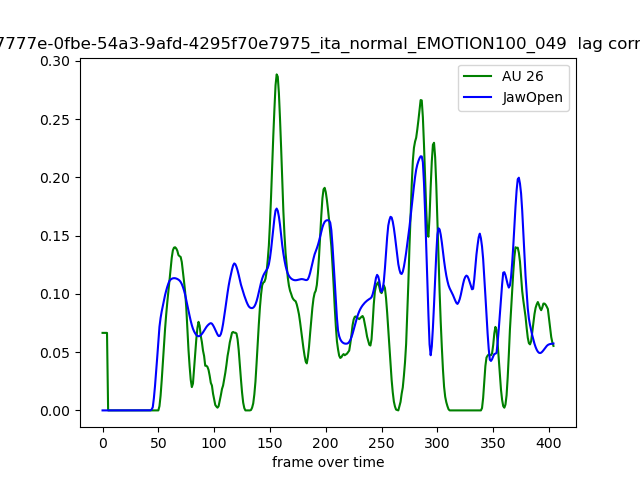 7777e-0fbe-54a3-9afd-4295f70e7975_ita_normal_EMOTION100_049 lag corr
AU 26
JawOpen
0.30
0.25
0.20
0.15
0.10
0.05
0.00
0 50 100 150 200 250 300 350 400
frame over time